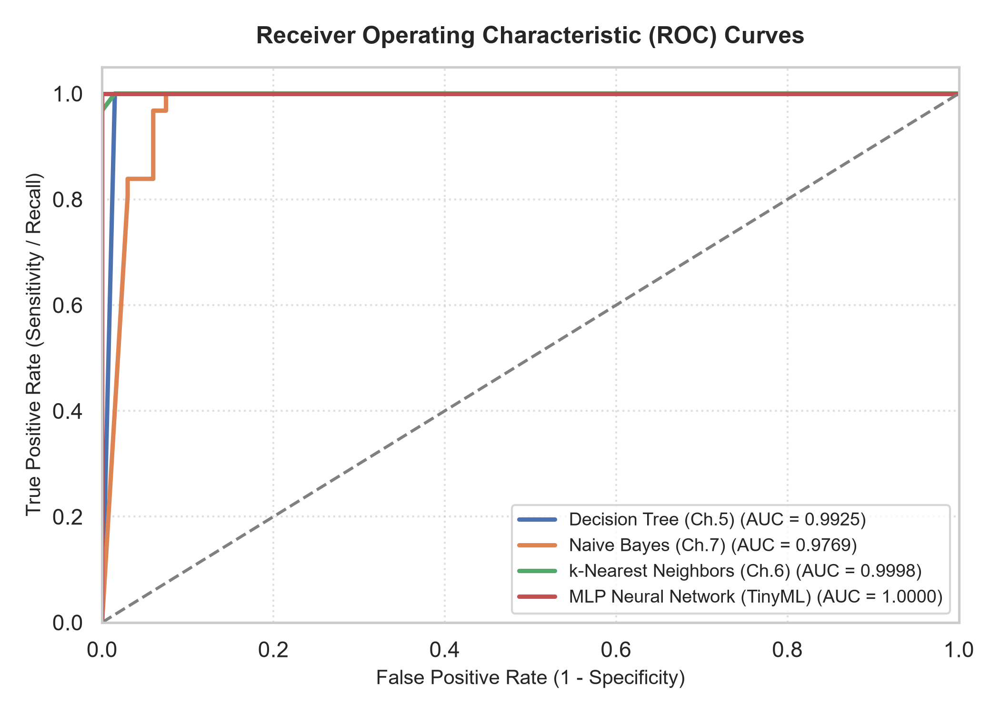 Receiver Operating Characteristic (ROC) Curves
True Positive Rate (Sensitivity / Recall)
1.0
0.8
0.6
0.4
0.2
0.0
0.0 0.2 0.4 0.6 0.8 1.0
False Positive Rate (1 - Specificity)
Decision Tree (Ch.5) (AUC = 0.9925)
Naive Bayes (Ch.7) (AUC = 0.9769)
k-Nearest Neighbors (Ch.6) (AUC = 0.9998)
MLP Neural Network (TinyML) (AUC = 1.0000)